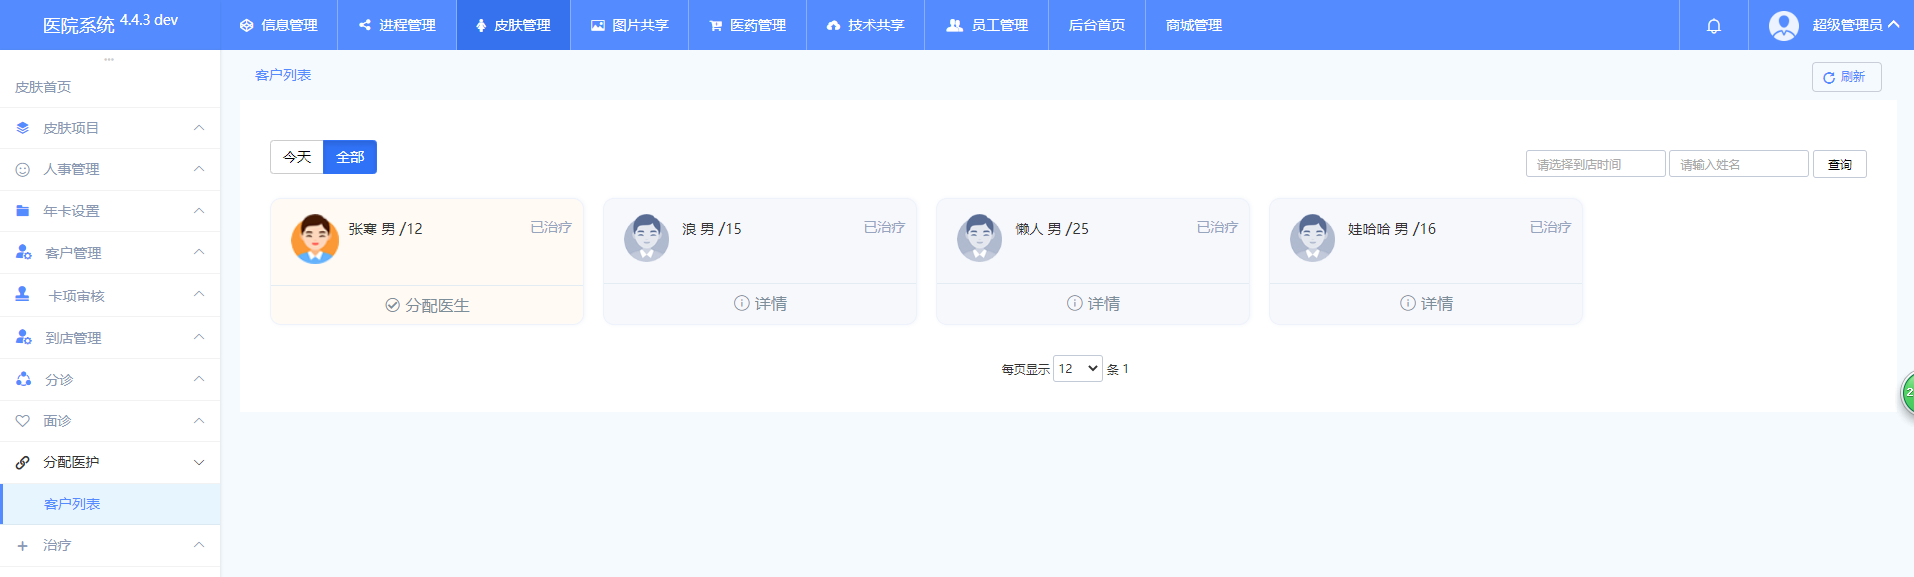 医院系统 4.4.3 dev
信息管理
进程管理
皮肤管理
图片共享
医药管理
技术共享
员工管理
后台首页
商城管理
超级管理员
皮肤首页
皮肤项目
人事管理
年卡设置
客户管理
卡项审核
到店管理
分诊
面诊
分配医护
客户列表
治疗
客户列表
刷新
今天
全部
请选择到店时间
请输入姓名
查询
张寒 男 /12
已治疗
分配医生
浪 男 /15
已治疗
详情
懒人 男 /25
已治疗
详情
娃哈哈 男 /16
已治疗
详情
每页显示 12 条 1
2